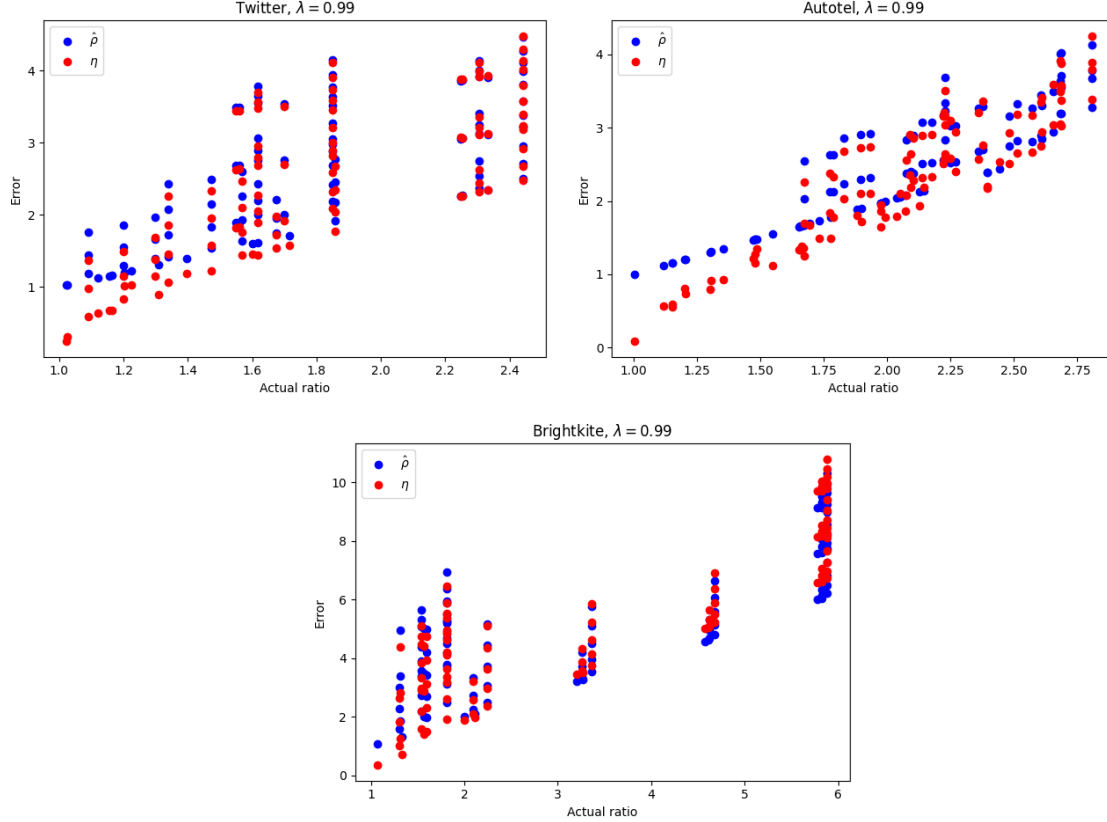 Twitter, λ = 0.99
ρ̂
η
Error
4
3
2
1
1.0 1.2 1.4 1.6 1.8 2.0 2.2 2.4
Actual ratio
Autotel, λ = 0.99
ρ̂
η
Error
4
3
2
1
0
1.00 1.25 1.50 1.75 2.00 2.25 2.50 2.75
Actual ratio
Brightkite, λ = 0.99
ρ̂
η
Error
10
8
6
4
2
0
1 2 3 4 5 6
Actual ratio